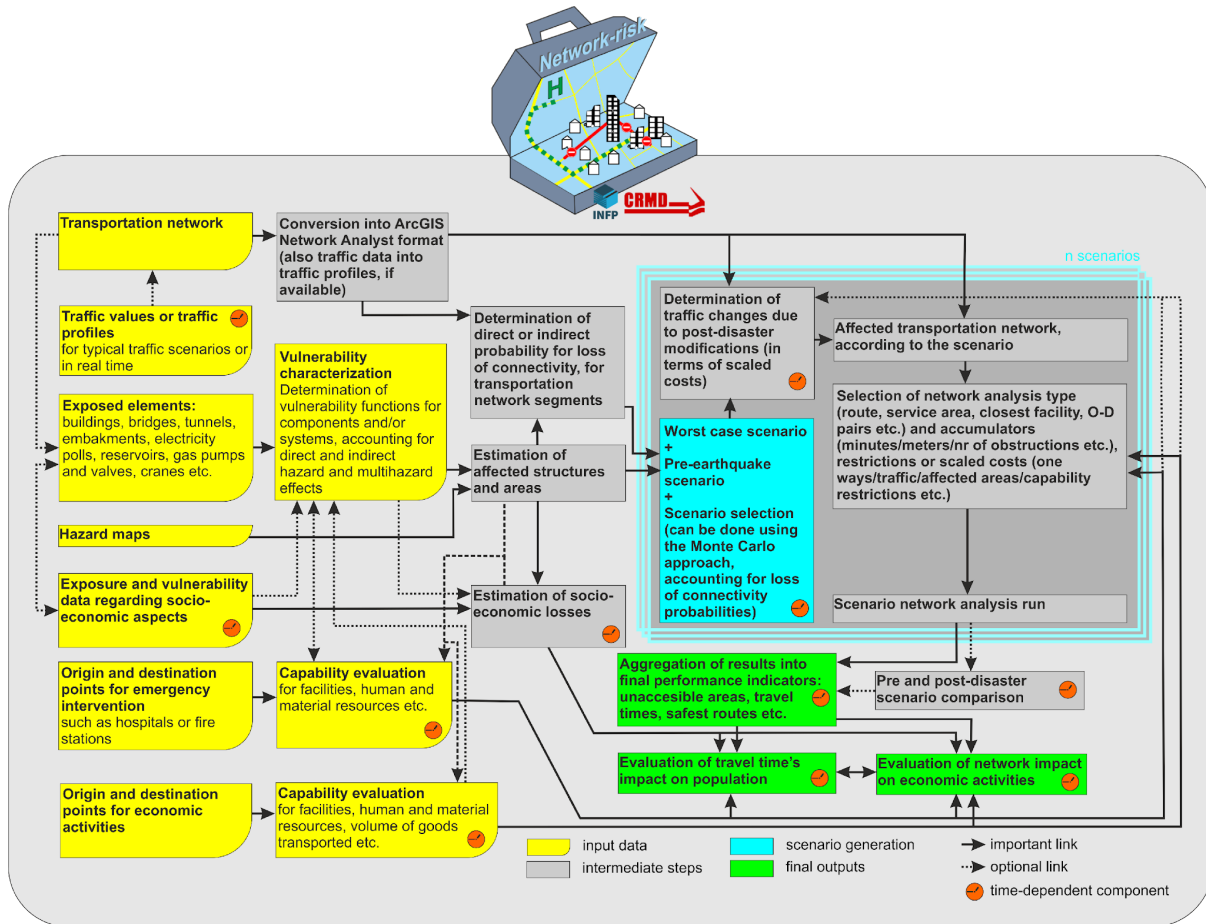 Network-risk
H
INFP
CRMD
Transportation network
Conversion into ArcGIS
Network Analyst format
(also traffic data into
traffic profiles, if
available)
n scenarios
Traffic values or traffic
profiles
for typical traffic scenarios or
in real time
Vulnerability
characterization
Determination of
vulnerability functions for
components and/or
systems, accounting for
direct and indirect
hazard and multihazard
effects
Determination of
direct or indirect
probability for loss
of connectivity, for
transportation
network segments
Determination of
traffic changes due
to post-disaster
modifications (in
terms of scaled
costs)
Affected transportation network,
according to the scenario
Exposed elements:
buildings, bridges, tunnels,
embakments, electricity
polls, reservoirs, gas pumps
and valves, cranes etc.
Selection of network analysis type
(route, service area, closest facility, O-D
pairs etc.) and accumulators
(minutes/meters/nr of obstructions etc.),
restrictions or scaled costs (one
ways/traffic/affected areas/capability
restrictions etc.)
Estimation of
affected structures
and areas
Worst case scenario
+
Pre-earthquake
scenario
+
Scenario selection
(can be done using
the Monte Carlo
approach,
accounting for loss
of connectivity
probabilities)
Hazard maps
Exposure and vulnerability
data regarding socio-
economic aspects
Estimation of socio-
economic losses
Scenario network analysis run
Origin and destination
points for emergency
intervention
such as hospitals or fire
stations
Capability evaluation
for facilities, human and
material resources etc.
Aggregation of results into
final performance indicators:
unaccesible areas, travel
times, safest routes etc.
Pre and post-disaster
scenario comparison
Evaluation of travel time's
impact on population
Evaluation of network impact
on economic activities
Origin and destination
points for economic
activities
Capability evaluation
for facilities, human and material
resources, volume of goods
transported etc.
input data
intermediate steps
scenario generation
final outputs
important link
optional link
time-dependent component